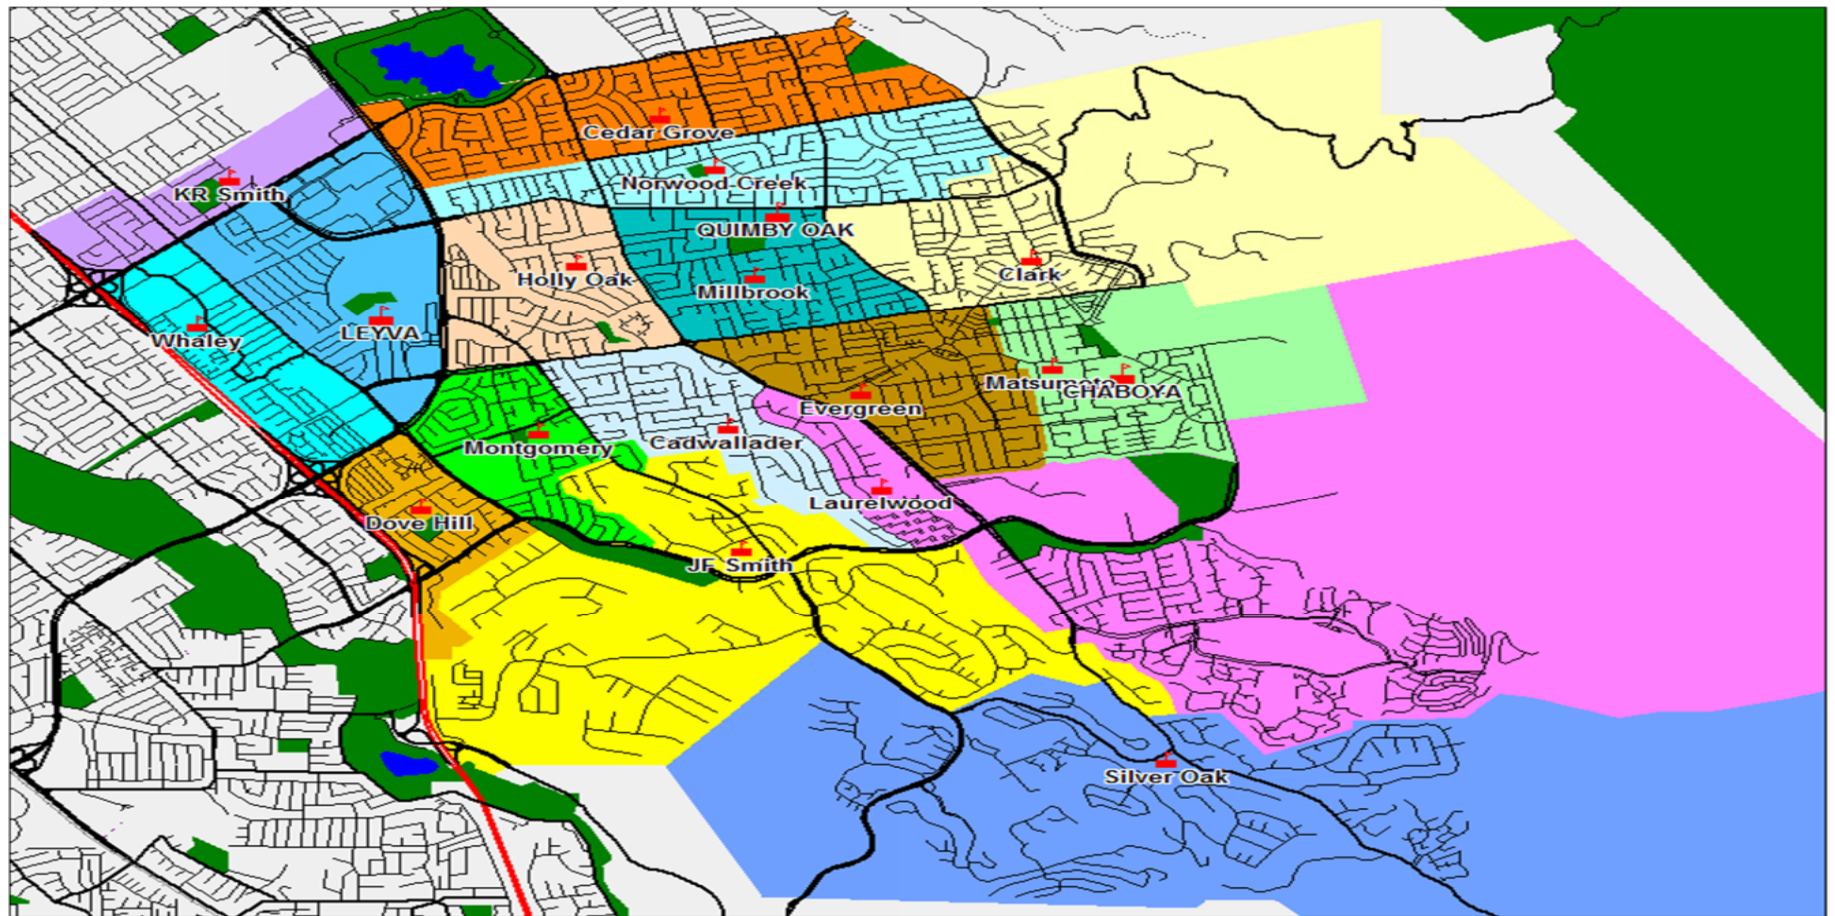 Cedar Grove
Norwood Creek
KR Smith
QUIMBY OAK
Holly Oak
Clark
Millbrook
LEYVA
Whaley
Matsumoto
CHABOYA
Evergreen
Cadwallader
Montgomery
Laurelwood
Dove Hill
JF Smith
Silver Oak